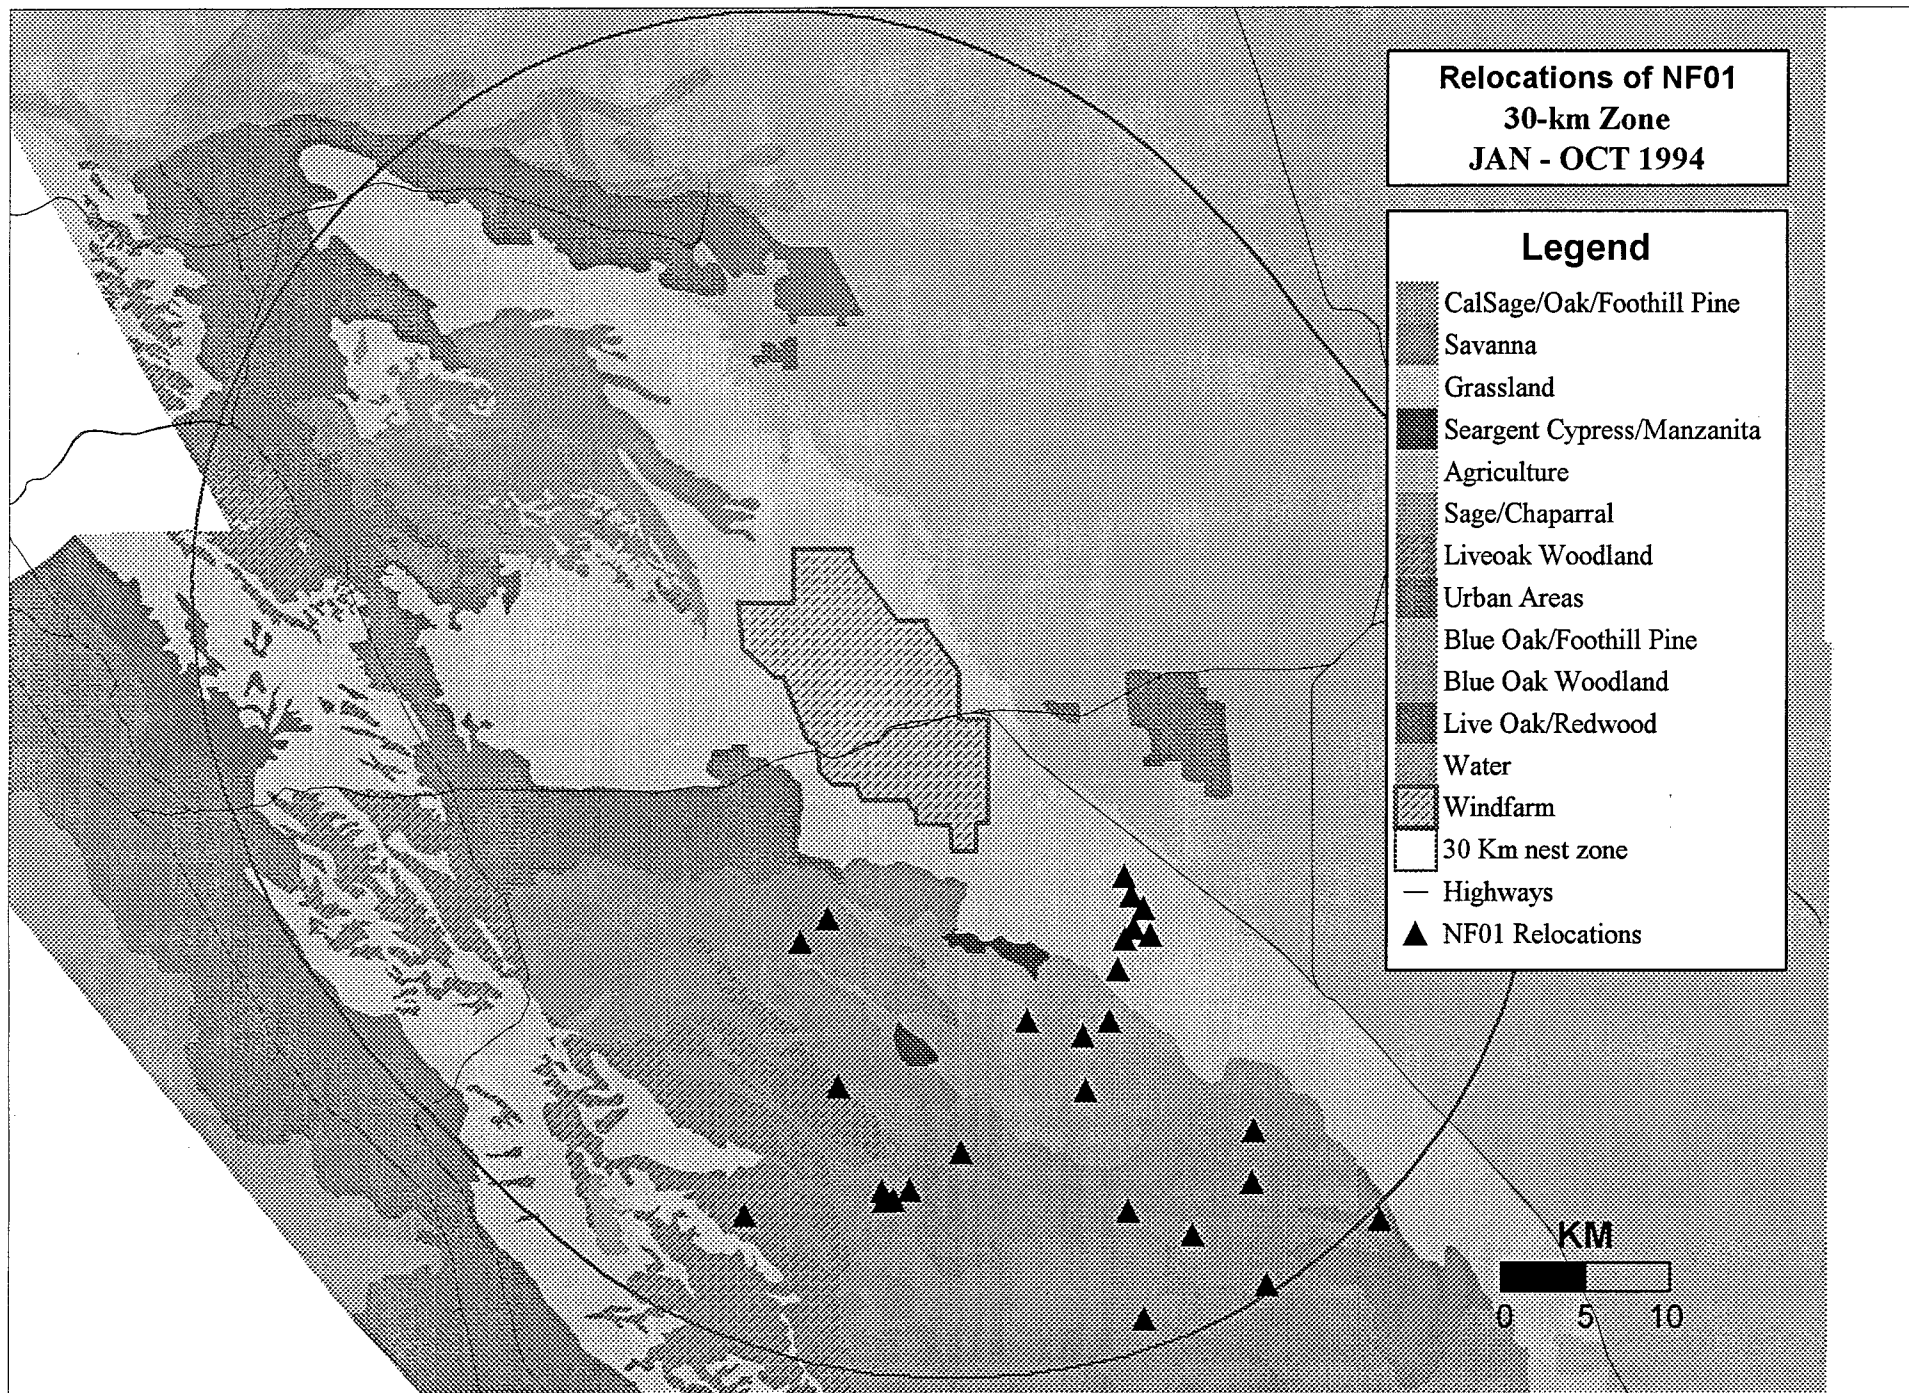 Relocations of NF01
30-km Zone
JAN - OCT 1994
Legend
CalSage/Oak/Foothill Pine
Savanna
Grassland
Seargent Cypress/Manzanita
Agriculture
Sage/Chaparral
Liveoak Woodland
Urban Areas
Blue Oak/Foothill Pine
Blue Oak Woodland
Live Oak/Redwood
Water
Windfarm
30 Km nest zone
Highways
NF01 Relocations
KM
0 5 10